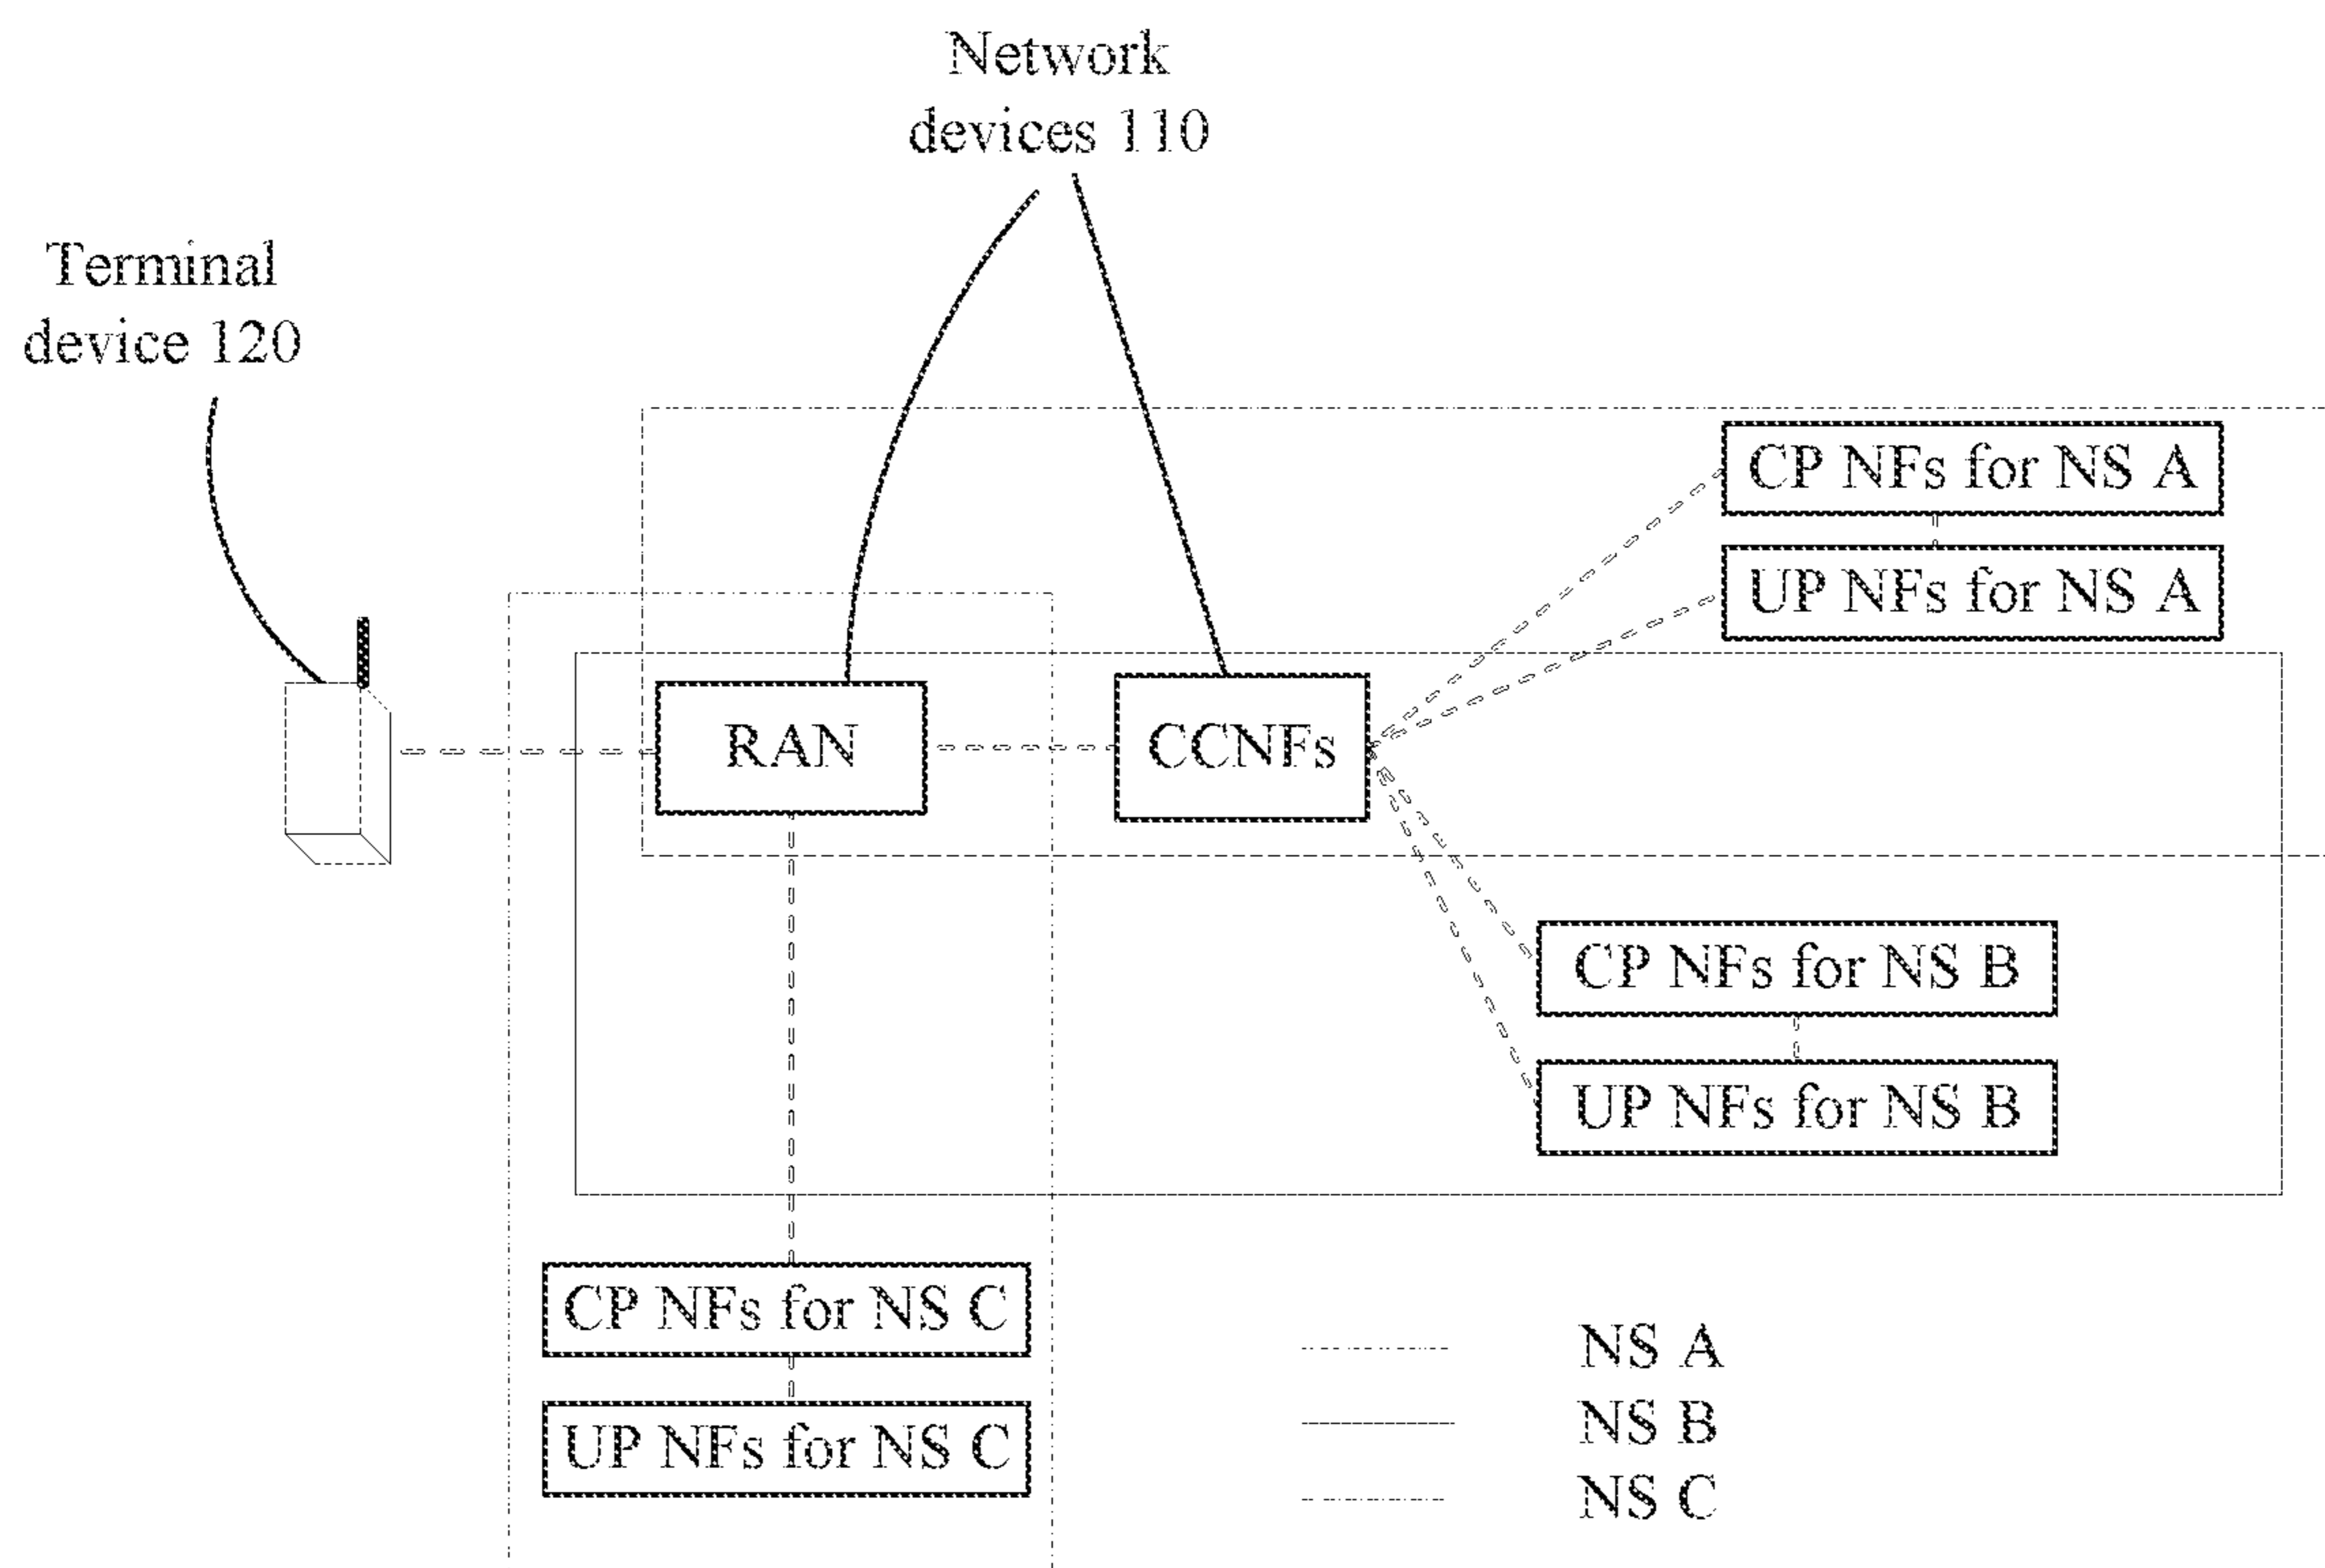 Network
devices 110
Terminal
device 120
CP NFs for NS A
UP NFs for NS A
RAN
CCNFs
CP NFs for NS B
UP NFs for NS B
CP NFs for NS C
UP NFs for NS C
NS A
NS B
NS C